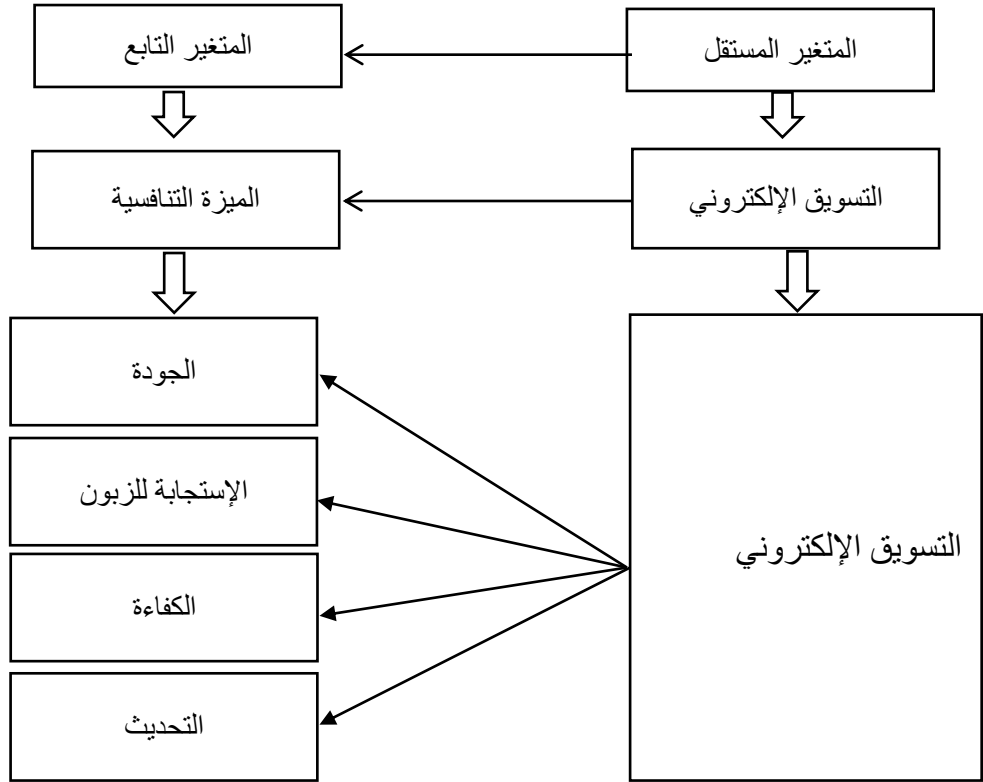 المتغير المستقل
المتغير التابع
التسويق الإلكتروني
الميزة التنافسية
التسويق الإلكتروني
الجودة
الإستجابة للزبون
الكفاءة
التحديث